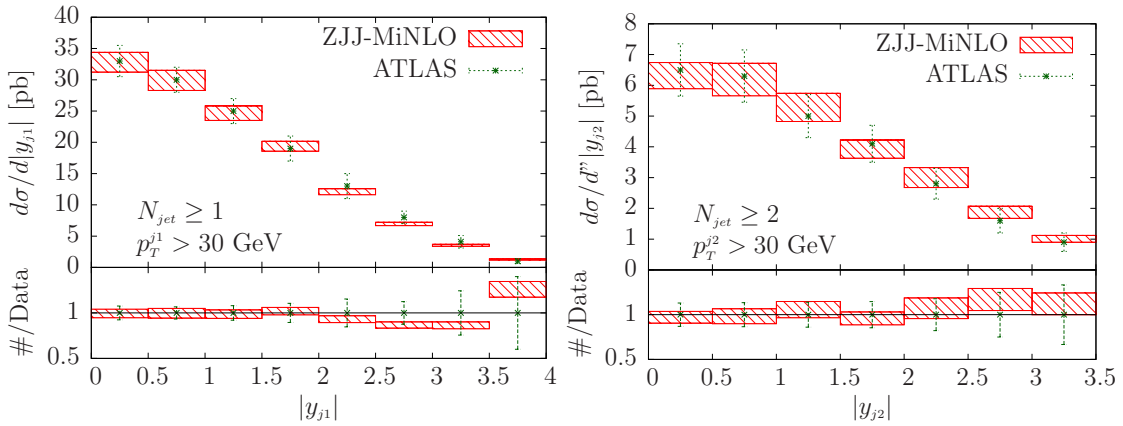 40
35
30
25
20
15
10
5
0
dσ/d|y_{j1}| [pb]
ZJJ-MiNLO
ATLAS
N_{jet} ≥ 1
p_T^{j1} > 30 GeV
#/Data
1
0.5
0 0.5 1 1.5 2 2.5 3 3.5 4
|y_{j1}|
8
7
6
5
4
3
2
1
0
dσ/d”|y_{j2}| [pb]
ZJJ-MiNLO
ATLAS
N_{jet} ≥ 2
p_T^{j2} > 30 GeV
#/Data
1
0.5
0 0.5 1 1.5 2 2.5 3 3.5
|y_{j2}|